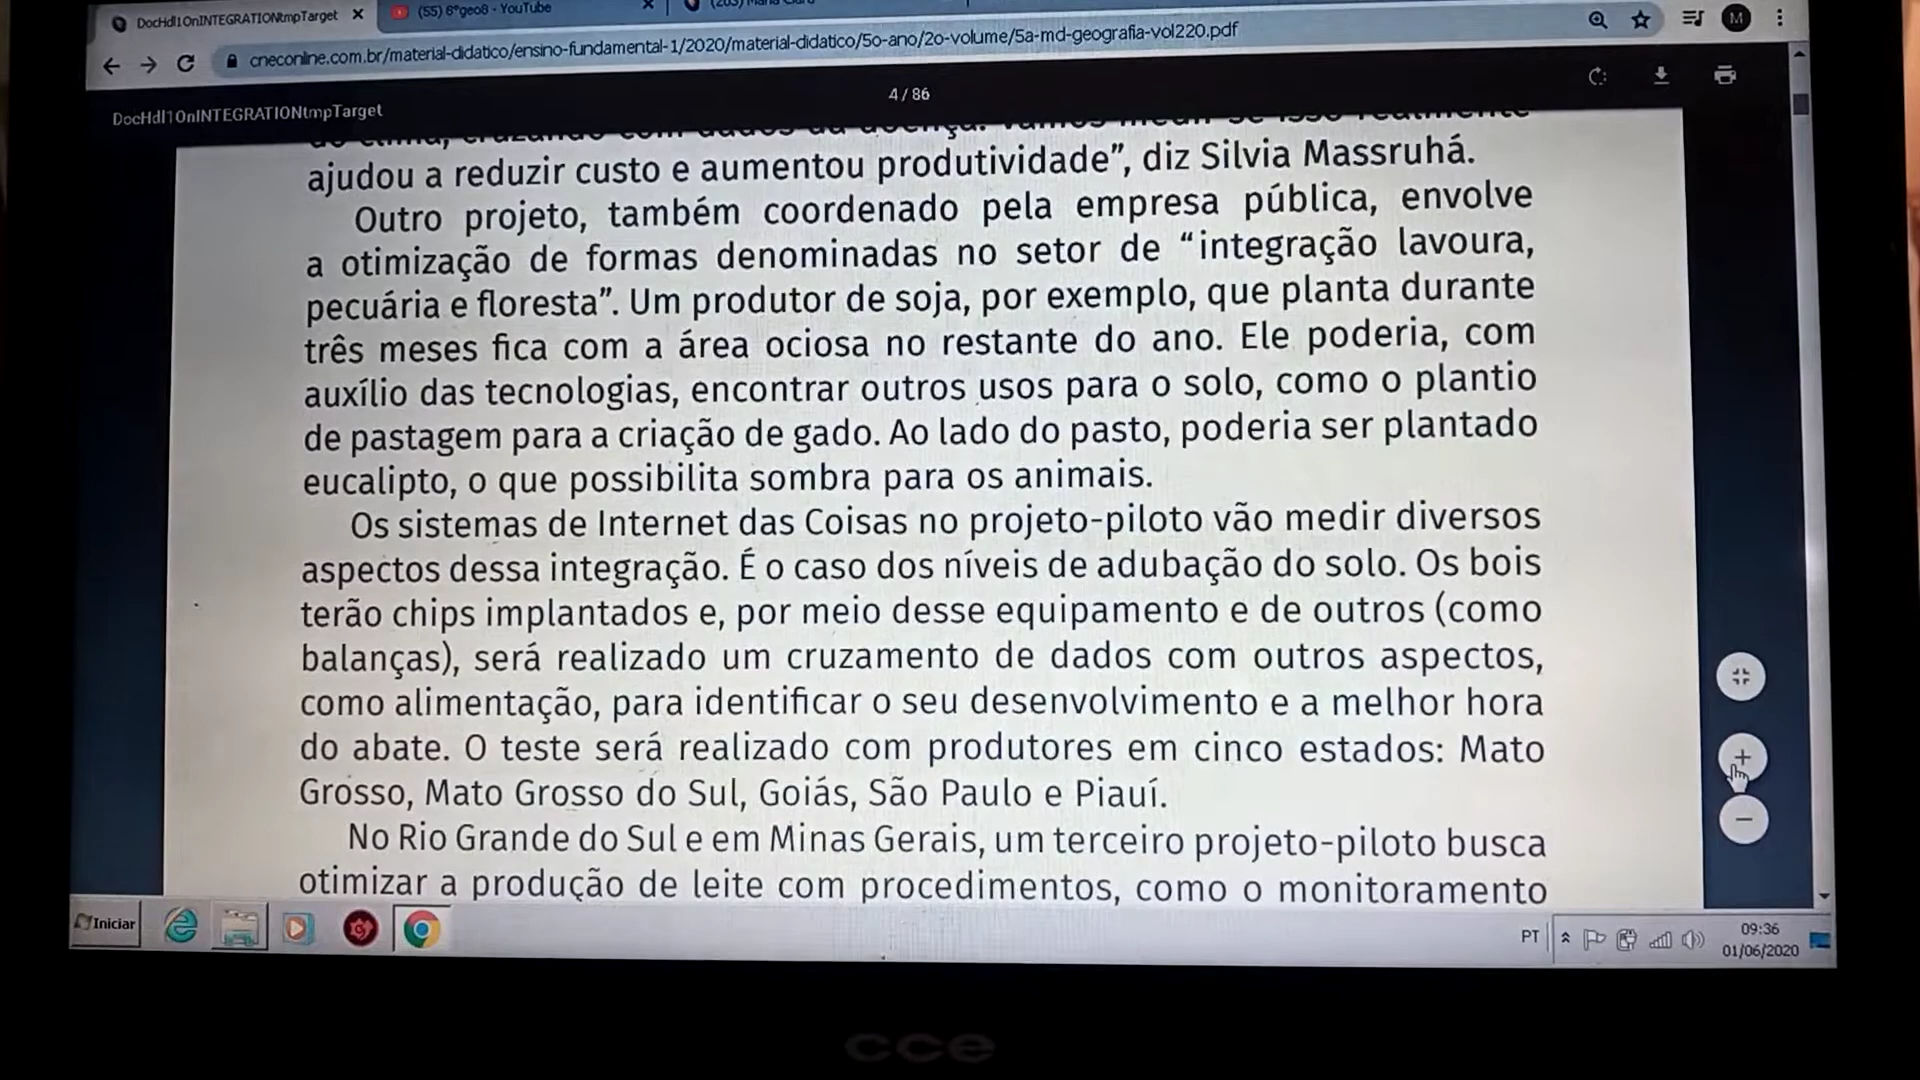 DocHdl1OnINTEGRATIONtmpTarget
(55) 6°geo8 - YouTube
cneconline.com.br/material-didatico/ensino-fundamental-1/2020/material-didatico/5o-ano/2o-volume/5a-md-geografia-vol220.pdf
M
DocHdl1OnINTEGRATIONtmpTarget
4 / 86
ajudou a reduzir custo e aumentou produtividade”, diz Silvia Massruhá.
Outro projeto, também coordenado pela empresa pública, envolve
a otimização de formas denominadas no setor de “integração lavoura,
pecuária e floresta”. Um produtor de soja, por exemplo, que planta durante
três meses fica com a área ociosa no restante do ano. Ele poderia, com
auxílio das tecnologias, encontrar outros usos para o solo, como o plantio
de pastagem para a criação de gado. Ao lado do pasto, poderia ser plantado
eucalipto, o que possibilita sombra para os animais.
Os sistemas de Internet das Coisas no projeto-piloto vão medir diversos
aspectos dessa integração. É o caso dos níveis de adubação do solo. Os bois
terão chips implantados e, por meio desse equipamento e de outros (como
balanças), será realizado um cruzamento de dados com outros aspectos,
como alimentação, para identificar o seu desenvolvimento e a melhor hora
do abate. O teste será realizado com produtores em cinco estados: Mato
Grosso, Mato Grosso do Sul, Goiás, São Paulo e Piauí.
No Rio Grande do Sul e em Minas Gerais, um terceiro projeto-piloto busca
otimizar a produção de leite com procedimentos, como o monitoramento
Iniciar
PT
09:36
01/06/2020
cce